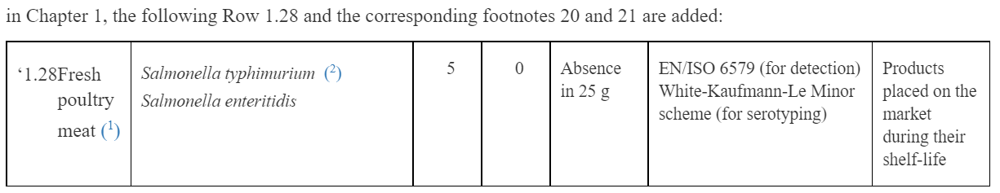 in Chapter 1, the following Row 1.28 and the corresponding footnotes 20 and 21 are added:
‘1.28Fresh
poultry
meat (1)
Salmonella typhimurium (2)
Salmonella enteritidis
5
0
Absence
in 25 g
EN/ISO 6579 (for detection)
White-Kaufmann-Le Minor
scheme (for serotyping)
Products
placed on the
market
during their
shelf-life